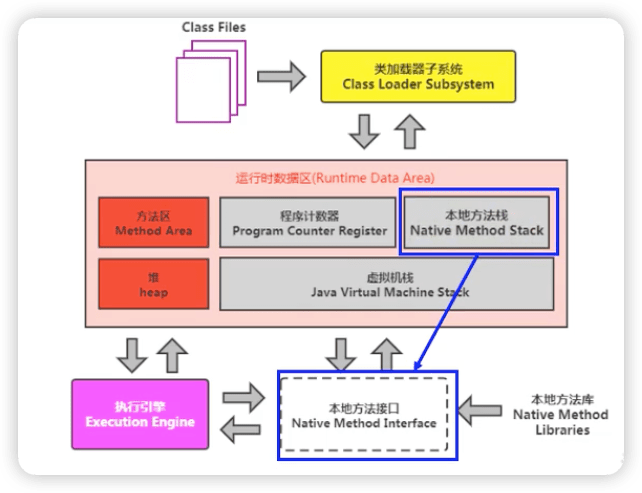 Class Files
类加载器子系统
Class Loader Subsystem
运行时数据区(Runtime Data Area)
方法区
Method Area
程序计数器
Program Counter Register
本地方法栈
Native Method Stack
堆
heap
虚拟机栈
Java Virtual Machine Stack
执行引擎
Execution Engine
本地方法接口
Native Method Interface
本地方法库
Native Method
Libraries